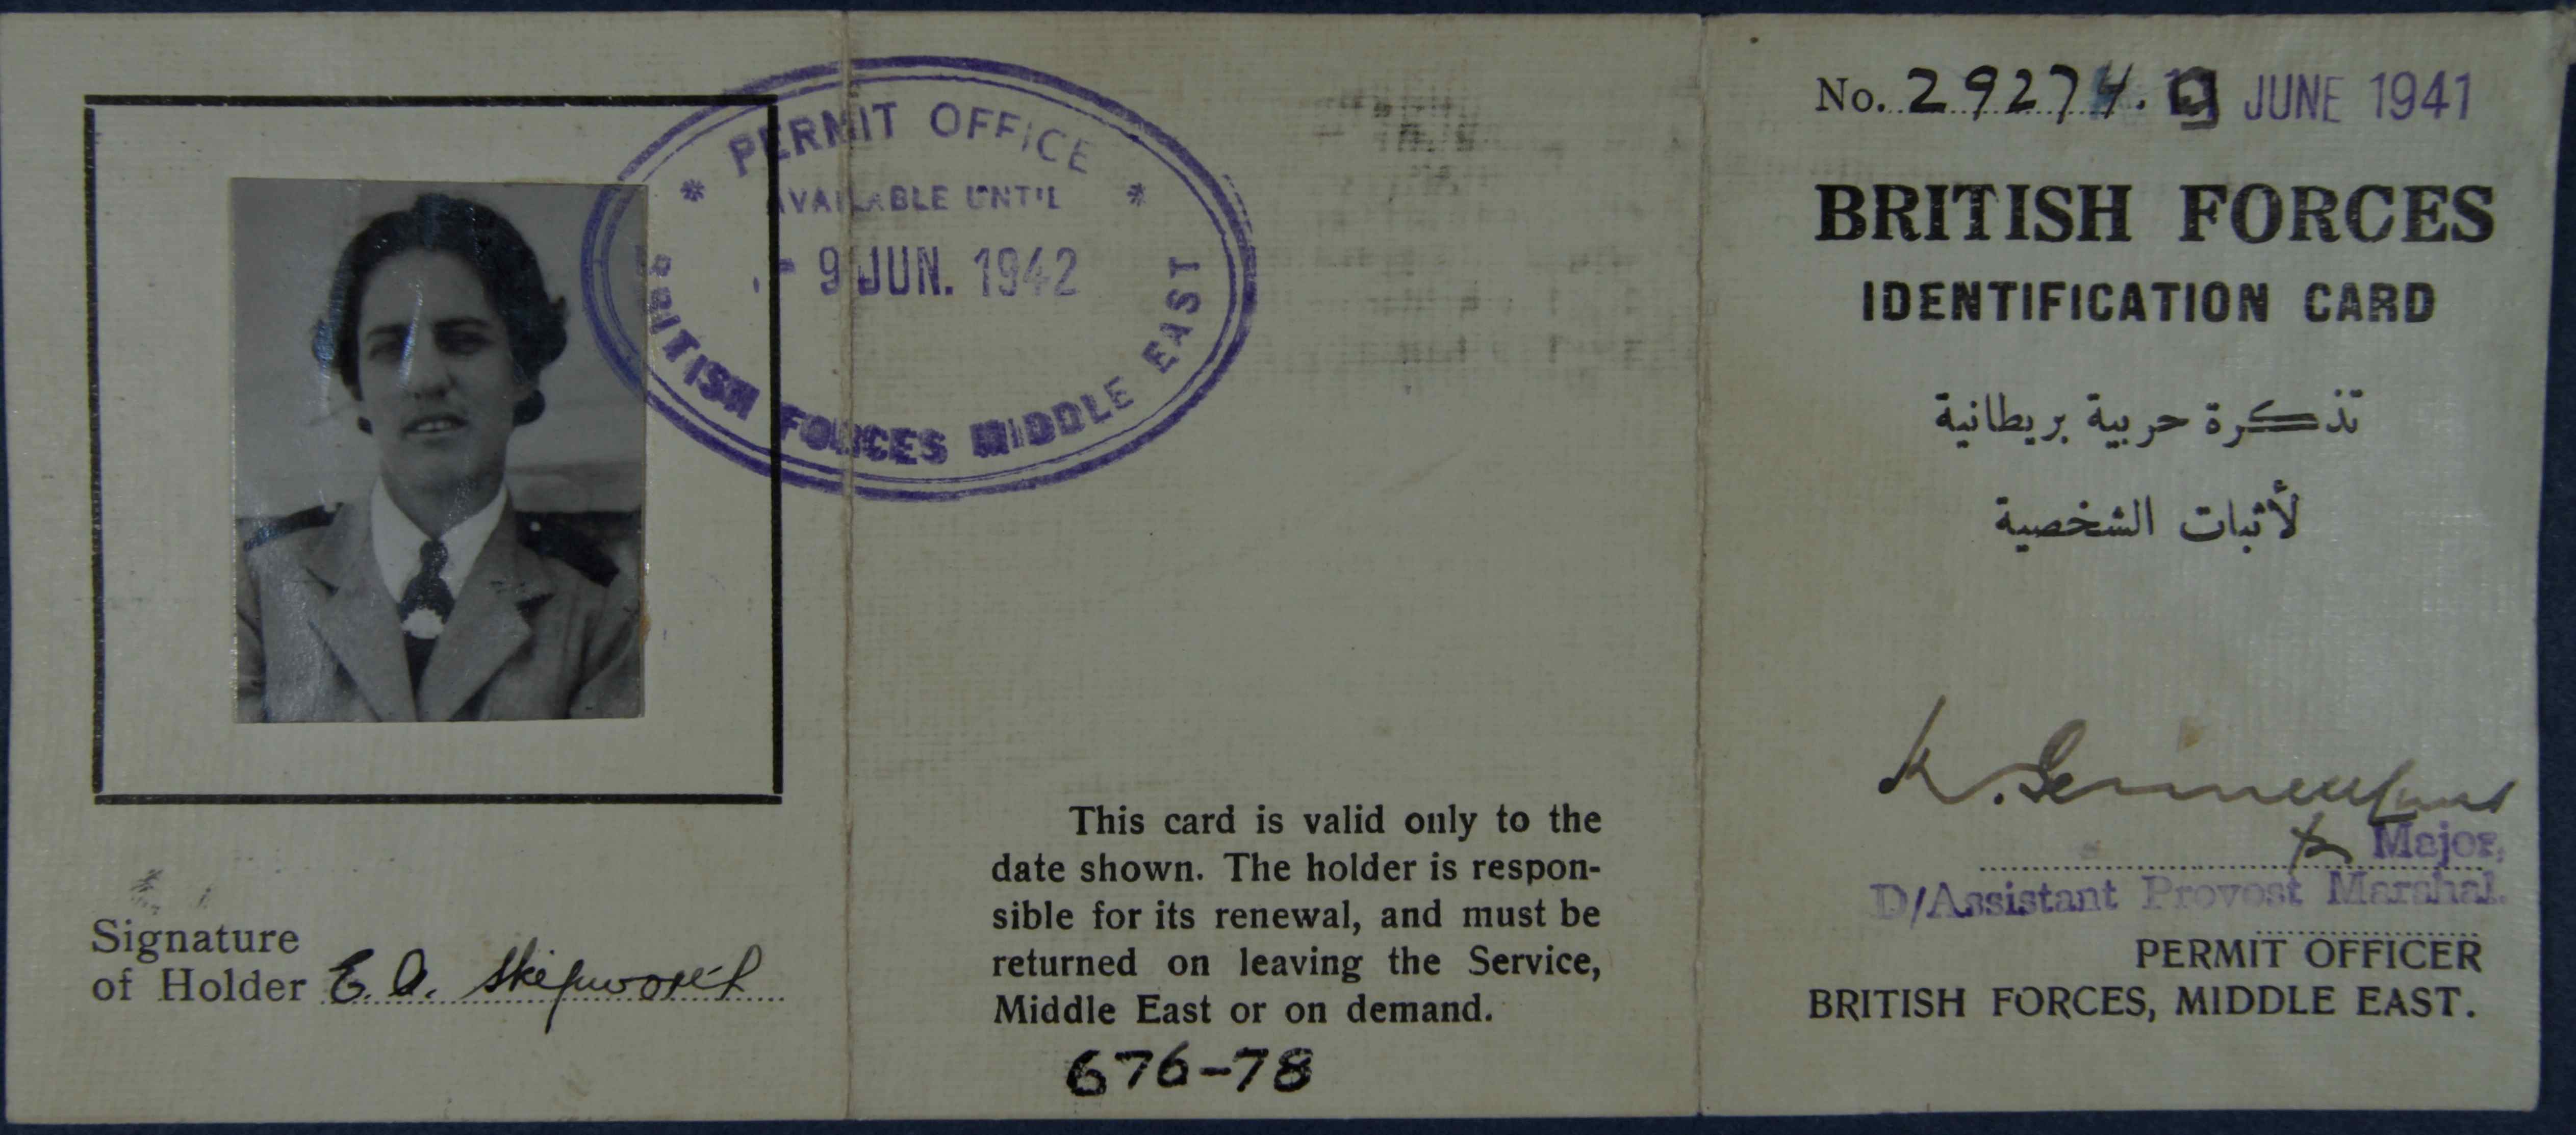 PERMIT OFFICE
AVAILABLE UNTIL
- 9 JUN. 1942
BRITISH FORCES MIDDLE EAST
Signature
of Holder E. A. Skipworth
This card is valid only to the
date shown. The holder is respon-
sible for its renewal, and must be
returned on leaving the Service,
Middle East or on demand.
676-78
No. 29274. 9 JUNE 1941
BRITISH FORCES
IDENTIFICATION CARD
تذكرة حربية بريطانية
لأثبات الشخصية
Major,
D/Assistant Provost Marshal.
PERMIT OFFICER
BRITISH FORCES, MIDDLE EAST.